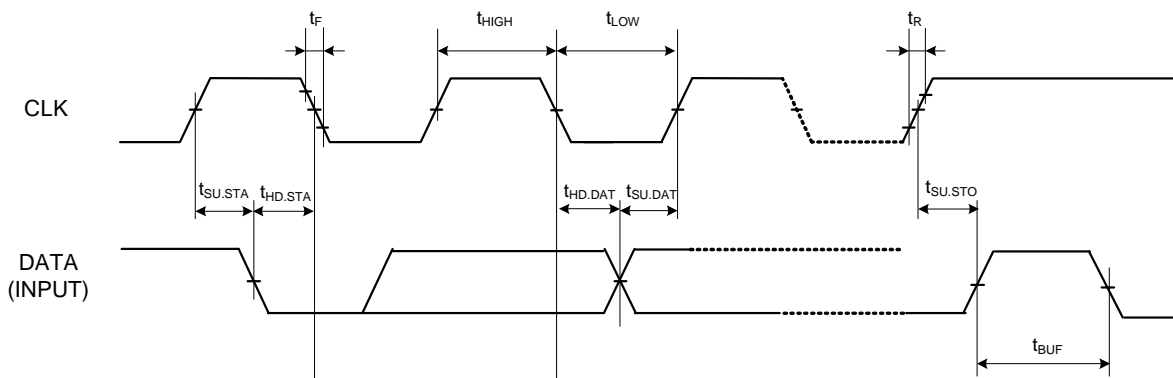 tF
tHIGH
tLOW
tR
CLK
tSU.STA
tHD.STA
tHD.DAT
tSU.DAT
tSU.STO
DATA
(INPUT)
tBUF